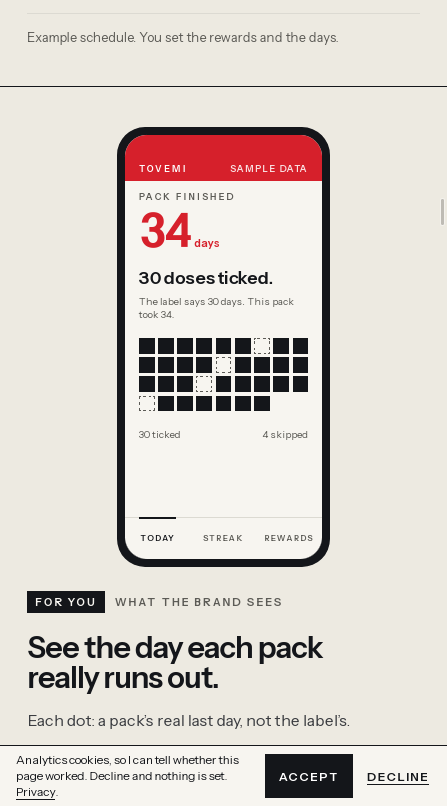 Example schedule. You set the rewards and the days.
TOVEMI SAMPLE DATA
PACK FINISHED
34 days
30 doses ticked.
The label says 30 days. This pack
took 34.
30 ticked 4 skipped
TODAY STREAK REWARDS
FOR YOU WHAT THE BRAND SEES
See the day each pack
really runs out.
Each dot: a pack's real last day, not the label's.
Analytics cookies, so I can tell whether this
page worked. Decline and nothing is set.
Privacy.
ACCEPT DECLINE